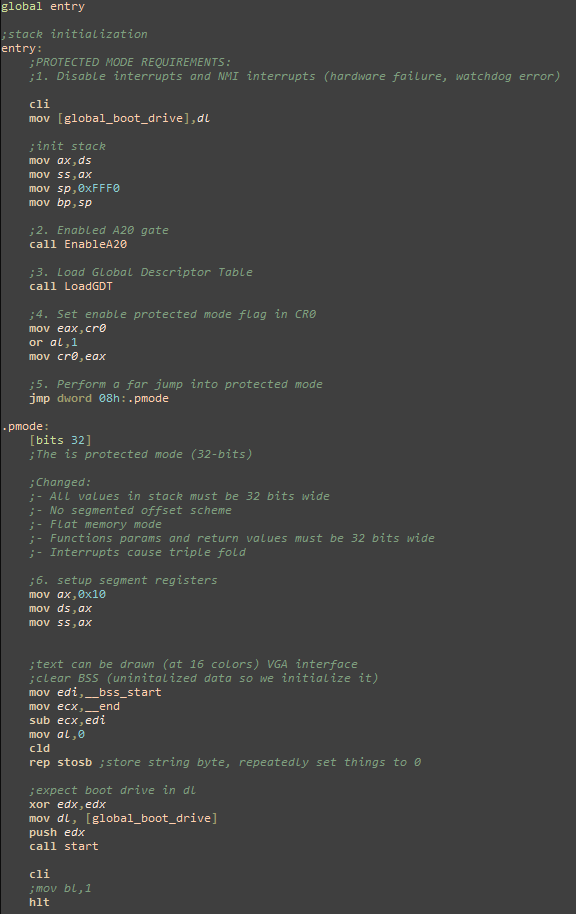 global entry
;stack initialization
entry:
;PROTECTED MODE REQUIREMENTS:
;1. Disable interrupts and NMI interrupts (hardware failure, watchdog error)
cli
mov [global_boot_drive],dl
;init stack
mov ax,ds
mov ss,ax
mov sp,0xFFF0
mov bp,sp
;2. Enabled A20 gate
call EnableA20
;3. Load Global Descriptor Table
call LoadGDT
;4. Set enable protected mode flag in CR0
mov eax,cr0
or al,1
mov cr0,eax
;5. Perform a far jump into protected mode
jmp dword 08h:.pmode
.pmode:
[bits 32]
;The is protected mode (32-bits)
;Changed:
;- All values in stack must be 32 bits wide
;- No segmented offset scheme
;- Flat memory mode
;- Functions params and return values must be 32 bits wide
;- Interrupts cause triple fold
;6. setup segment registers
mov ax,0x10
mov ds,ax
mov ss,ax
;text can be drawn (at 16 colors) VGA interface
;clear BSS (uninitalized data so we initialize it)
mov edi,__bss_start
mov ecx,__end
sub ecx,edi
mov al,0
cld
rep stosb ;store string byte, repeatedly set things to 0
;expect boot drive in dl
xor edx,edx
mov dl, [global_boot_drive]
push edx
call start
cli
;mov bl,1
hlt